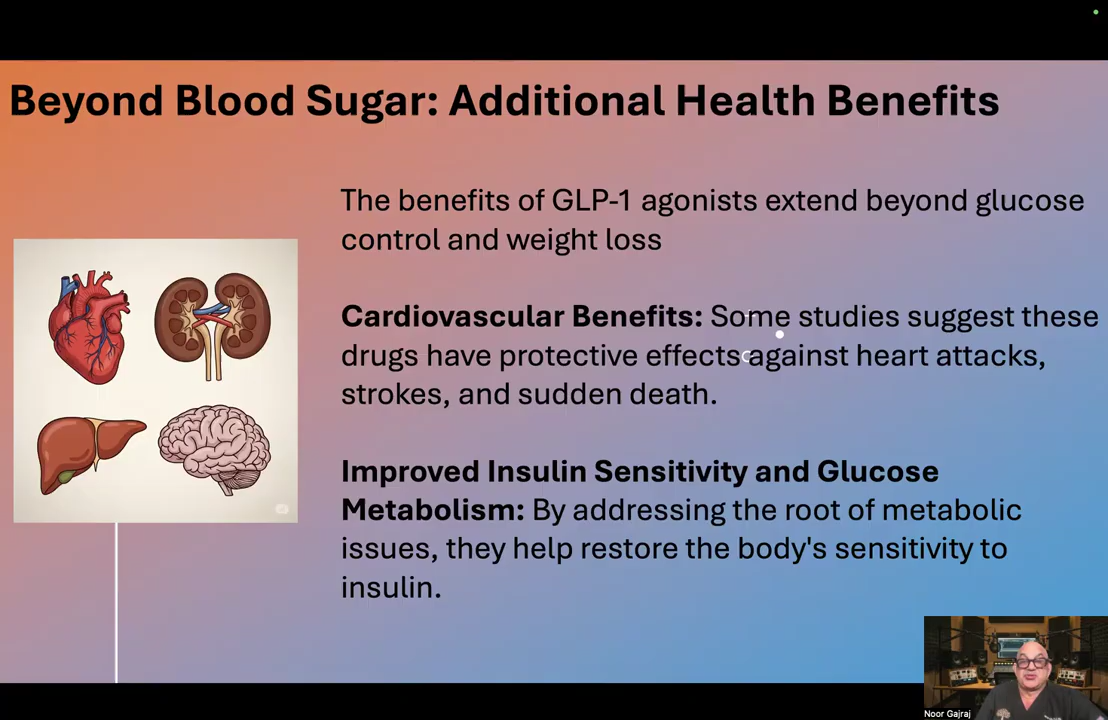 Beyond Blood Sugar: Additional Health Benefits
The benefits of GLP-1 agonists extend beyond glucose
control and weight loss
Cardiovascular Benefits: Some studies suggest these
drugs have protective effects against heart attacks,
strokes, and sudden death.
Improved Insulin Sensitivity and Glucose
Metabolism: By addressing the root of metabolic
issues, they help restore the body's sensitivity to
insulin.
Noor Gajraj